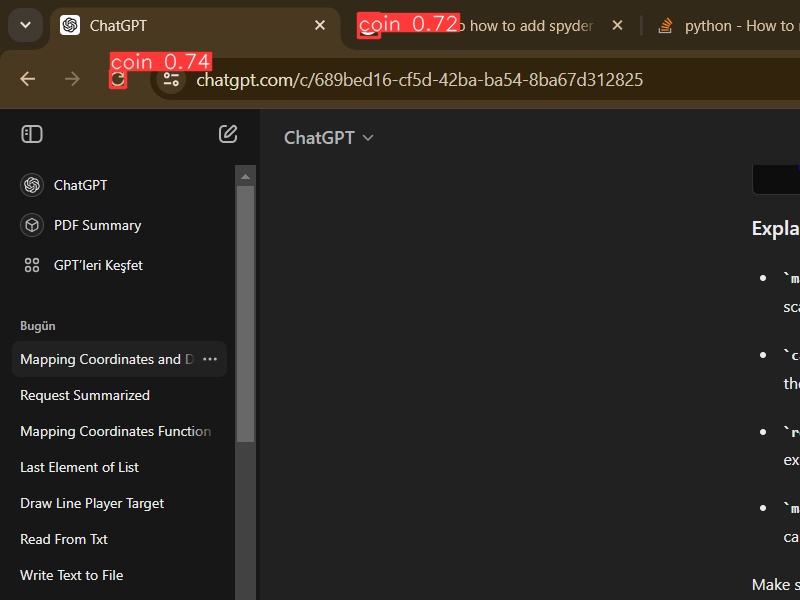 ChatGPT
coin 0.72
how to add spyder
python - How to
coin 0.74
chatgpt.com/c/689bed16-cf5d-42ba-ba54-8ba67d312825
ChatGPT
ChatGPT
PDF Summary
GPT'leri Keşfet
Bugün
Mapping Coordinates and D
Request Summarized
Mapping Coordinates Function
Last Element of List
Draw Line Player Target
Read From Txt
Write Text to File
Expla
`m
sca
`c
the
`r
ex
`m
ca
Make s